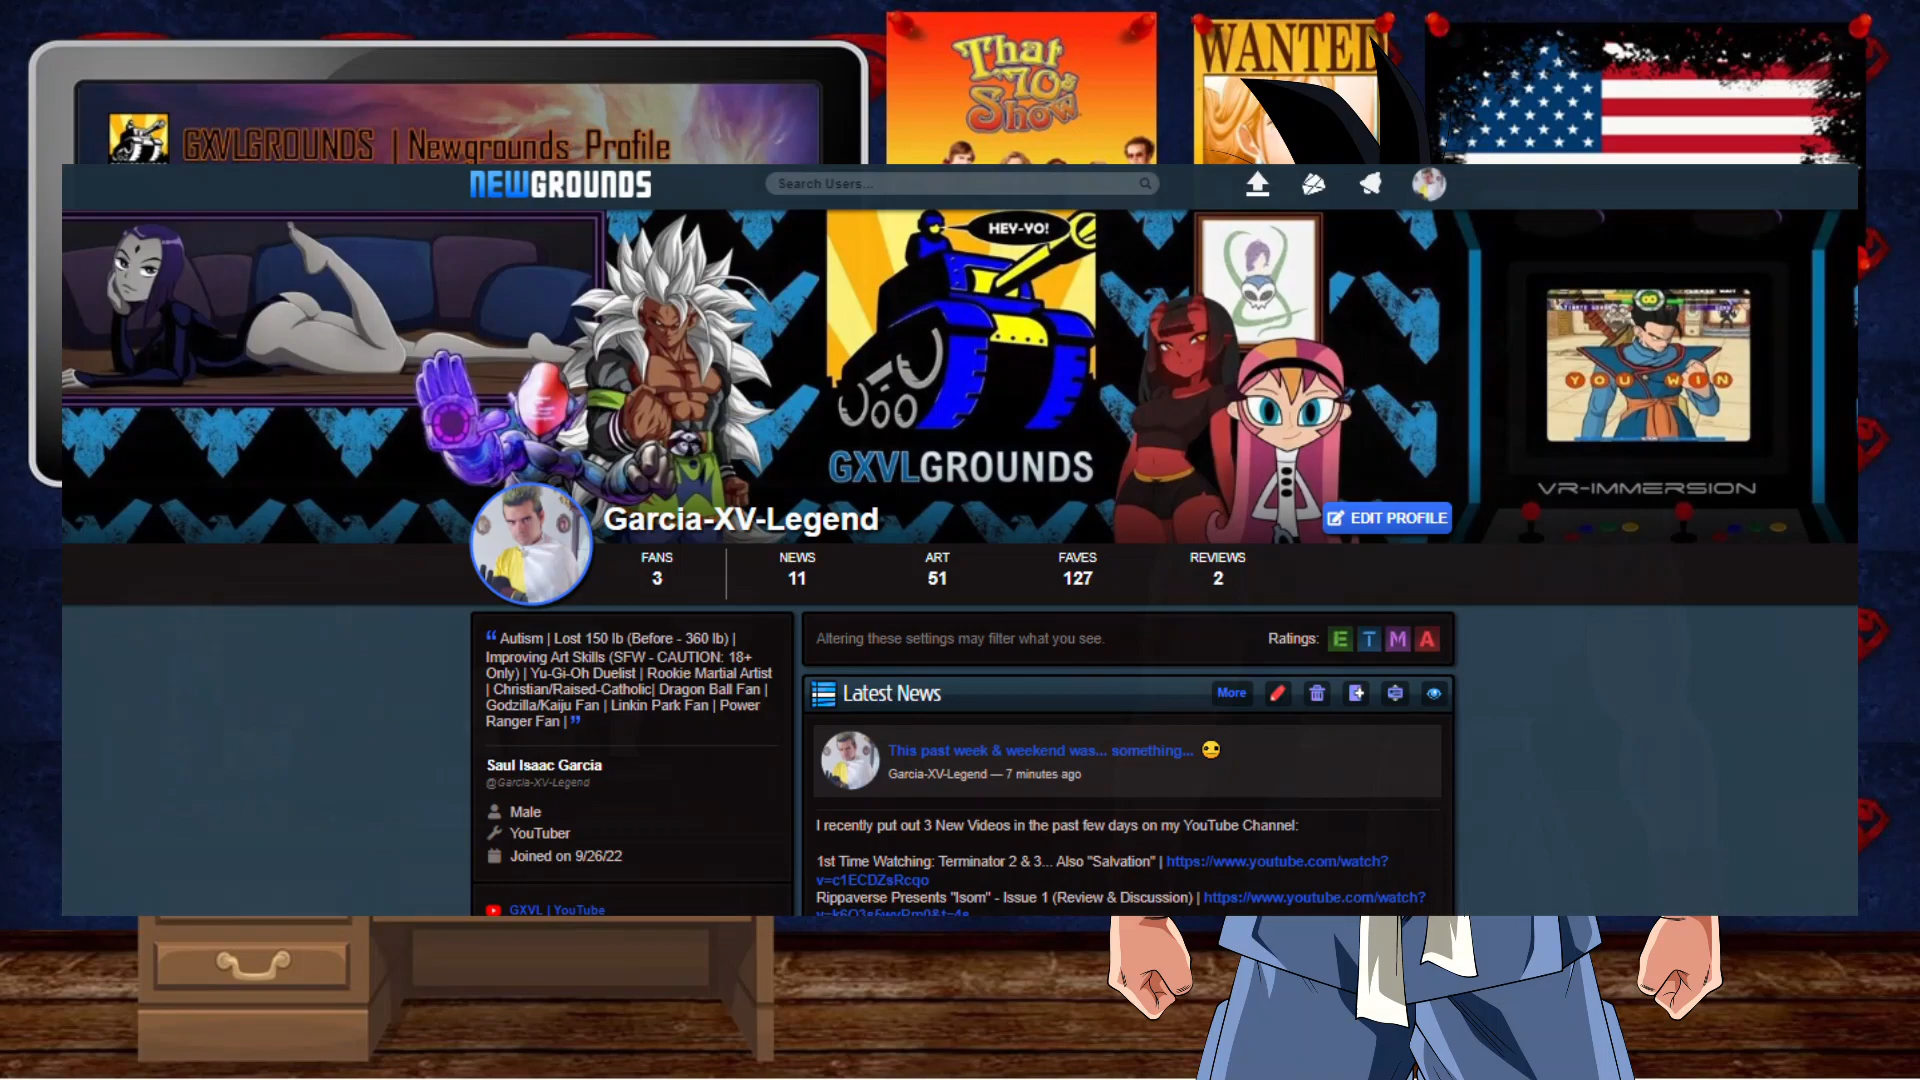 That
'70s
Show
WANTED
GXVLGROUNDS | Newgrounds Profile
NEWGROUNDS
Search Users...
HEY-YO!
YOU WIN
GXVLGROUNDS
VR-IMMERSION
Garcia-XV-Legend
EDIT PROFILE
FANS NEWS ART FAVES REVIEWS
3 11 51 127 2
“ Autism | Lost 150 lb (Before - 360 lb) |
Improving Art Skills (SFW - CAUTION: 18+
Only) | Yu-Gi-Oh Duelist | Rookie Martial Artist
| Christian/Raised-Catholic| Dragon Ball Fan |
Godzilla/Kaiju Fan | Linkin Park Fan | Power
Ranger Fan | ”
Saul Isaac Garcia
@Garcia-XV-Legend
Male
YouTuber
Joined on 9/26/22
GXVL | YouTube
Altering these settings may filter what you see.
Ratings: E T M A
Latest News
More
This past week & weekend was... something...
Garcia-XV-Legend — 7 minutes ago
I recently put out 3 New Videos in the past few days on my YouTube Channel:
1st Time Watching: Terminator 2 & 3... Also "Salvation" | https://www.youtube.com/watch?
v=c1ECDZsRcqo
Rippaverse Presents "Isom" - Issue 1 (Review & Discussion) | https://www.youtube.com/watch?